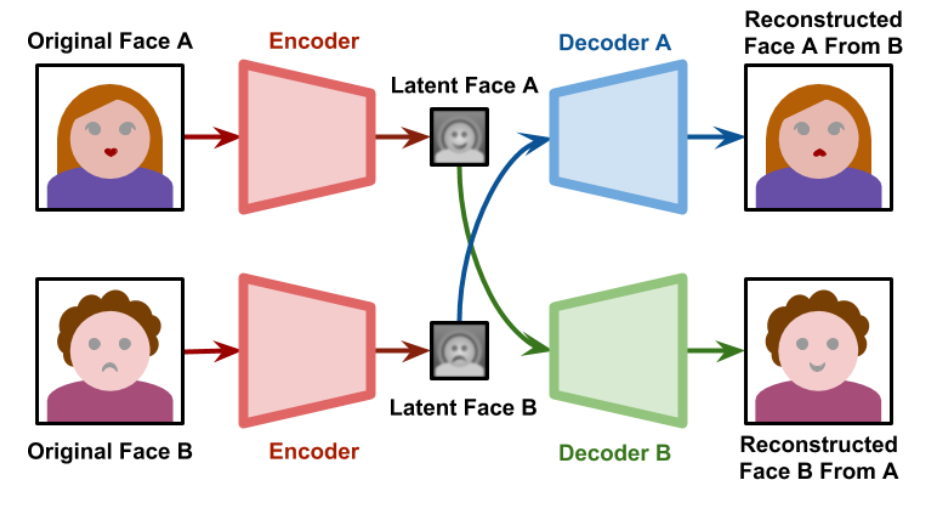 Original Face A
Encoder
Latent Face A
Decoder A
Reconstructed
Face A From B
Original Face B
Encoder
Latent Face B
Decoder B
Reconstructed
Face B From A